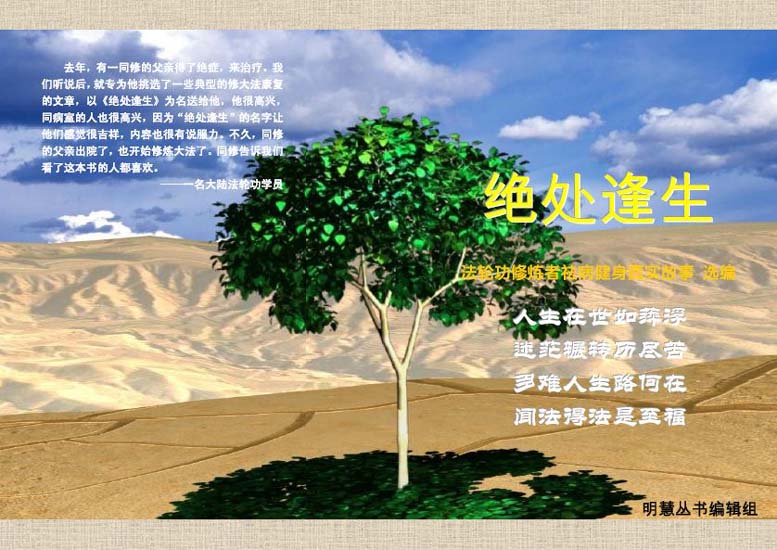 去年，有一同修的父亲得了绝症，来治疗。我
们听说后，就专为他挑选了一些典型的修大法康复
的文章，以《绝处逢生》为名送给他，他很高兴，
同病室的人也很高兴，因为“绝处逢生”的名字让
他们感觉很吉祥，内容也很有说服力。不久，同修
的父亲出院了，也开始修炼大法了。同修告诉我们
看了这本书的人都喜欢。
———一名大陆法轮功学员
绝处逢生
法轮功修炼者祛病健身真实故事 选编
人生在世如萍浮
迷茫辗转历尽苦
多难人生路何在
闻法得法是至福
明慧丛书编辑组